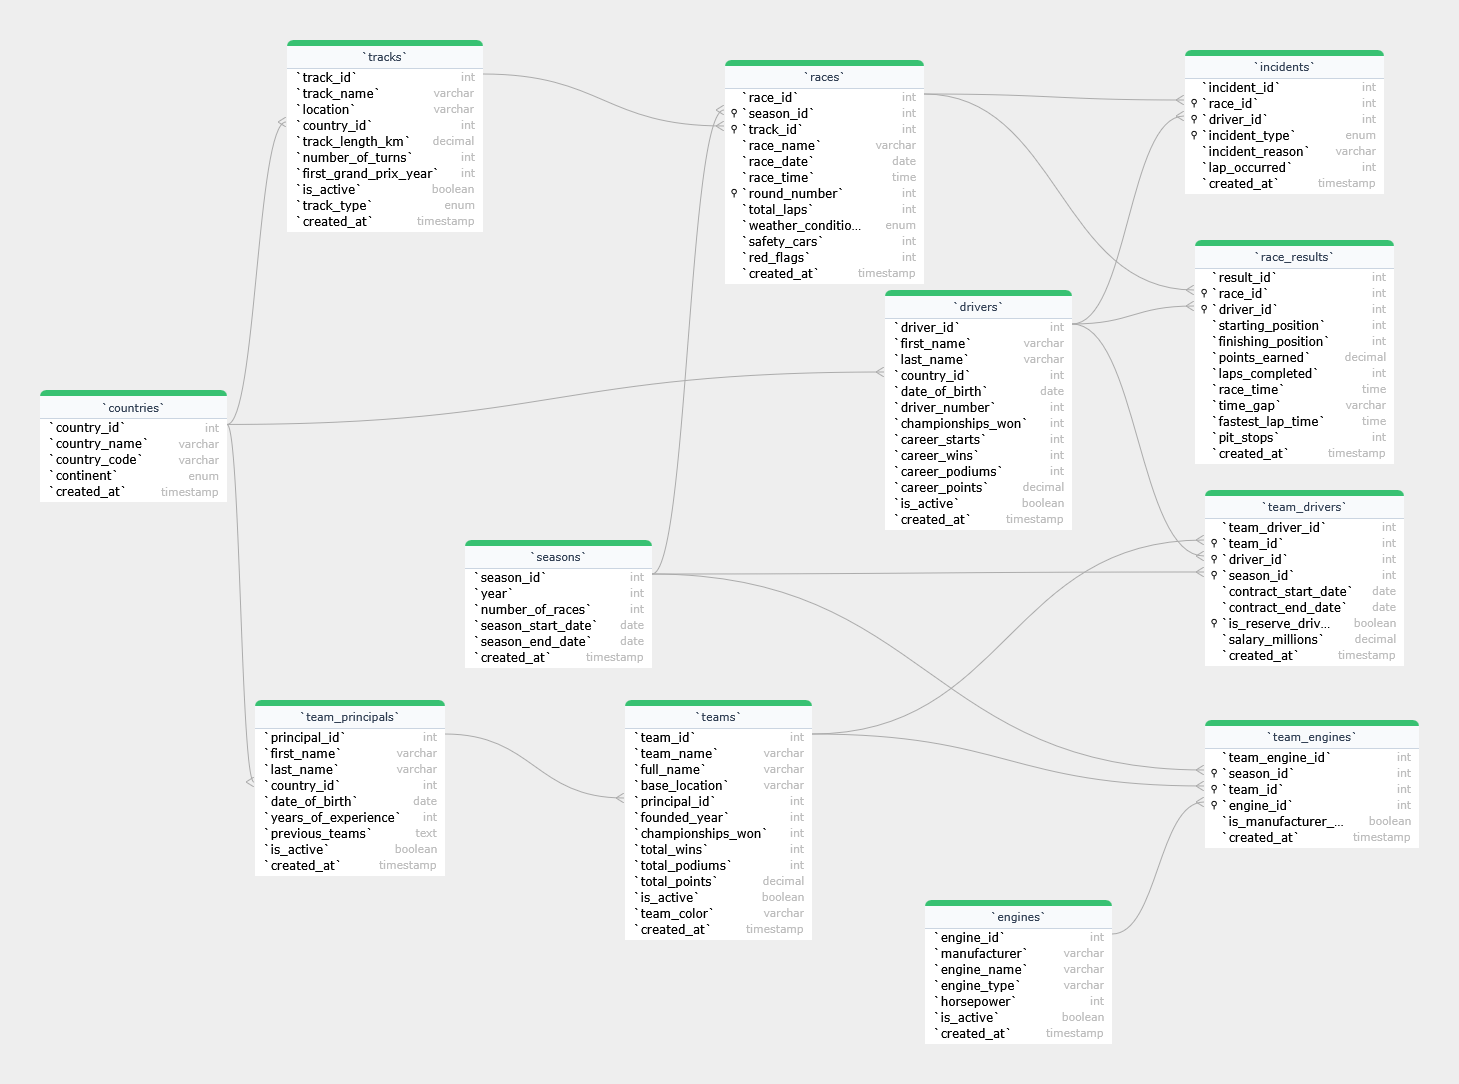 `tracks`
`track_id` int
`track_name` varchar
`location` varchar
`country_id` int
`track_length_km` decimal
`number_of_turns` int
`first_grand_prix_year` int
`is_active` boolean
`track_type` enum
`created_at` timestamp
`races`
`race_id` int
`season_id` int
`track_id` int
`race_name` varchar
`race_date` date
`race_time` time
`round_number` int
`total_laps` int
`weather_conditio... enum
`safety_cars` int
`red_flags` int
`created_at` timestamp
`incidents`
`incident_id` int
`race_id` int
`driver_id` int
`incident_type` enum
`incident_reason` varchar
`lap_occurred` int
`created_at` timestamp
`race_results`
`result_id` int
`race_id` int
`driver_id` int
`starting_position` int
`finishing_position` int
`points_earned` decimal
`laps_completed` int
`race_time` time
`time_gap` varchar
`fastest_lap_time` time
`pit_stops` int
`created_at` timestamp
`drivers`
`driver_id` int
`first_name` varchar
`last_name` varchar
`country_id` int
`date_of_birth` date
`driver_number` int
`championships_won` int
`career_starts` int
`career_wins` int
`career_podiums` int
`career_points` decimal
`is_active` boolean
`created_at` timestamp
`countries`
`country_id` int
`country_name` varchar
`country_code` varchar
`continent` enum
`created_at` timestamp
`seasons`
`season_id` int
`year` int
`number_of_races` int
`season_start_date` date
`season_end_date` date
`created_at` timestamp
`team_drivers`
`team_driver_id` int
`team_id` int
`driver_id` int
`season_id` int
`contract_start_date` date
`contract_end_date` date
`is_reserve_driv... boolean
`salary_millions` decimal
`created_at` timestamp
`team_principals`
`principal_id` int
`first_name` varchar
`last_name` varchar
`country_id` int
`date_of_birth` date
`years_of_experience` int
`previous_teams` text
`is_active` boolean
`created_at` timestamp
`teams`
`team_id` int
`team_name` varchar
`full_name` varchar
`base_location` varchar
`principal_id` int
`founded_year` int
`championships_won` int
`total_wins` int
`total_podiums` int
`total_points` decimal
`is_active` boolean
`team_color` varchar
`created_at` timestamp
`team_engines`
`team_engine_id` int
`season_id` int
`team_id` int
`engine_id` int
`is_manufacturer_... boolean
`created_at` timestamp
`engines`
`engine_id` int
`manufacturer` varchar
`engine_name` varchar
`engine_type` varchar
`horsepower` int
`is_active` boolean
`created_at` timestamp